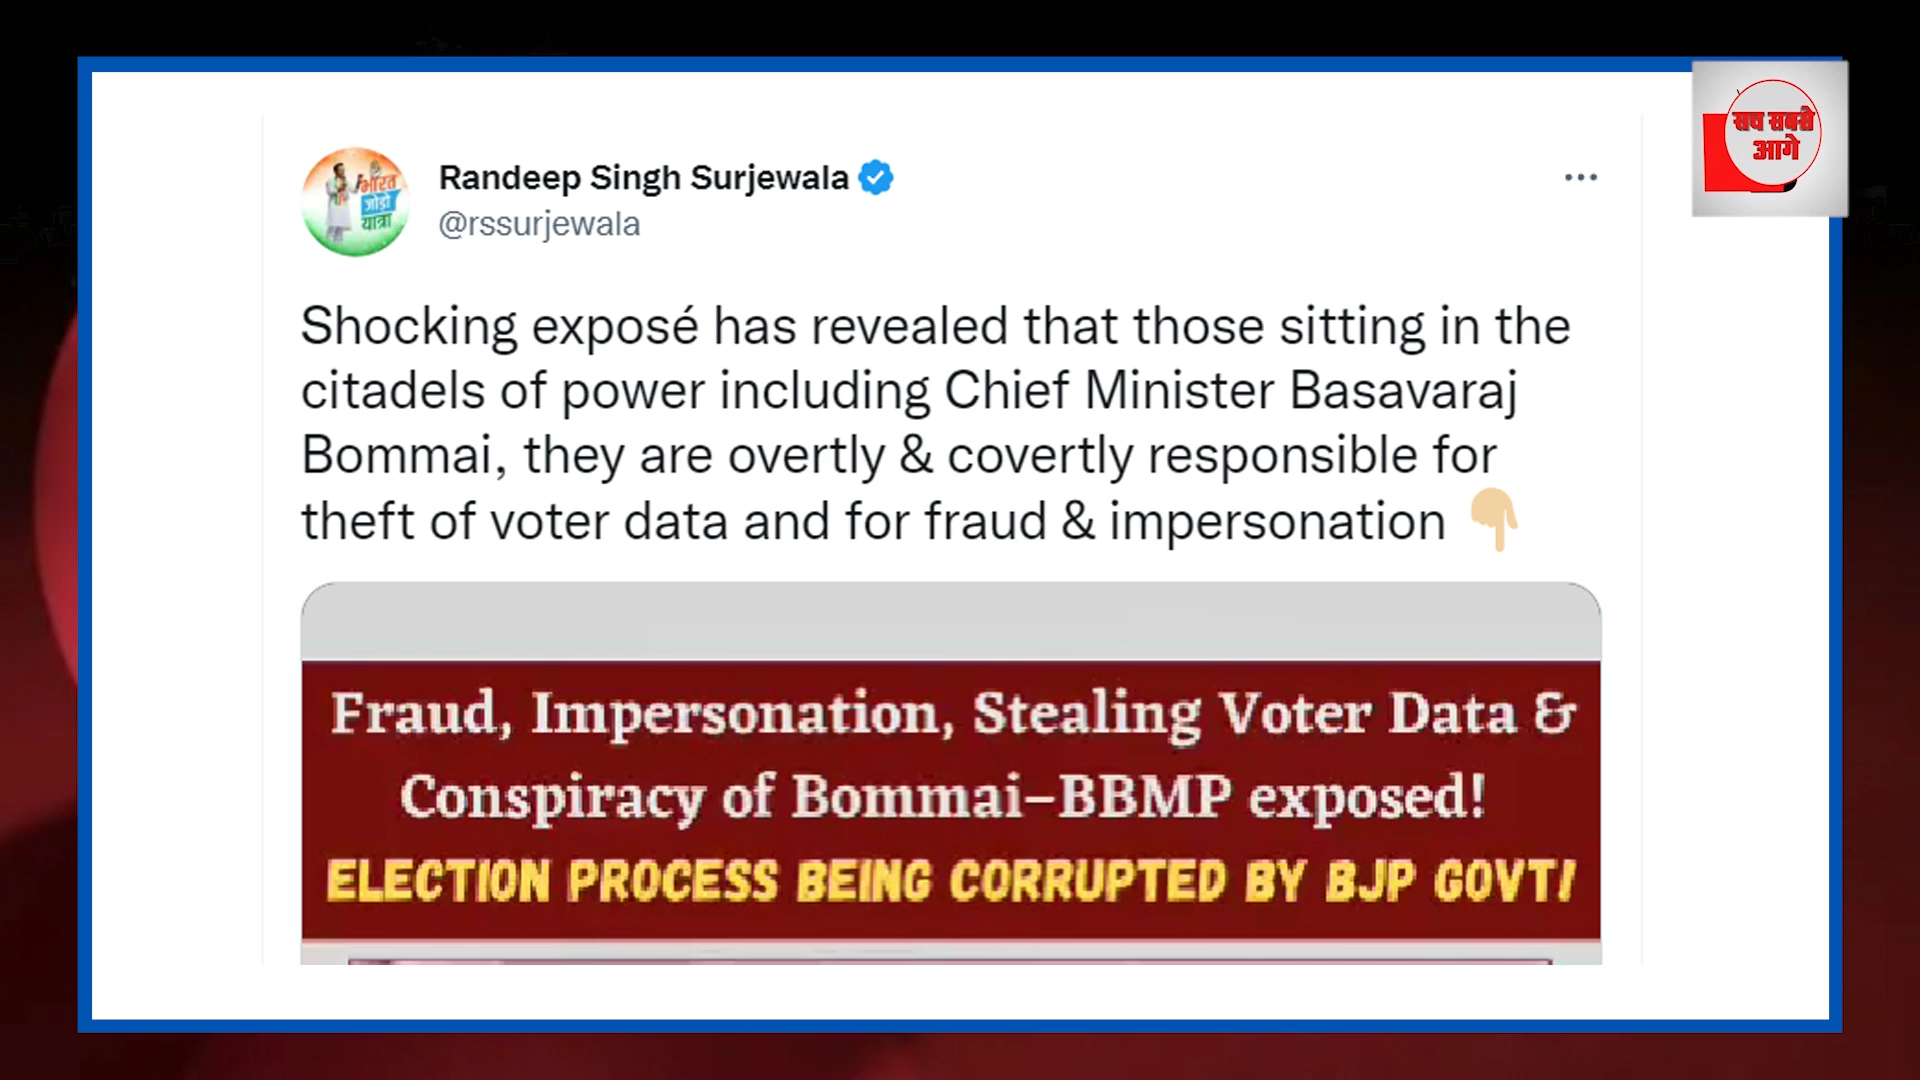 सच सबसे
आगे
भारत
जोड़ो
यात्रा
Randeep Singh Surjewala
@rssurjewala
Shocking exposé has revealed that those sitting in the
citadels of power including Chief Minister Basavaraj
Bommai, they are overtly & covertly responsible for
theft of voter data and for fraud & impersonation 👇🏼
Fraud, Impersonation, Stealing Voter Data &
Conspiracy of Bommai–BBMP exposed!
ELECTION PROCESS BEING CORRUPTED BY BJP GOVT!